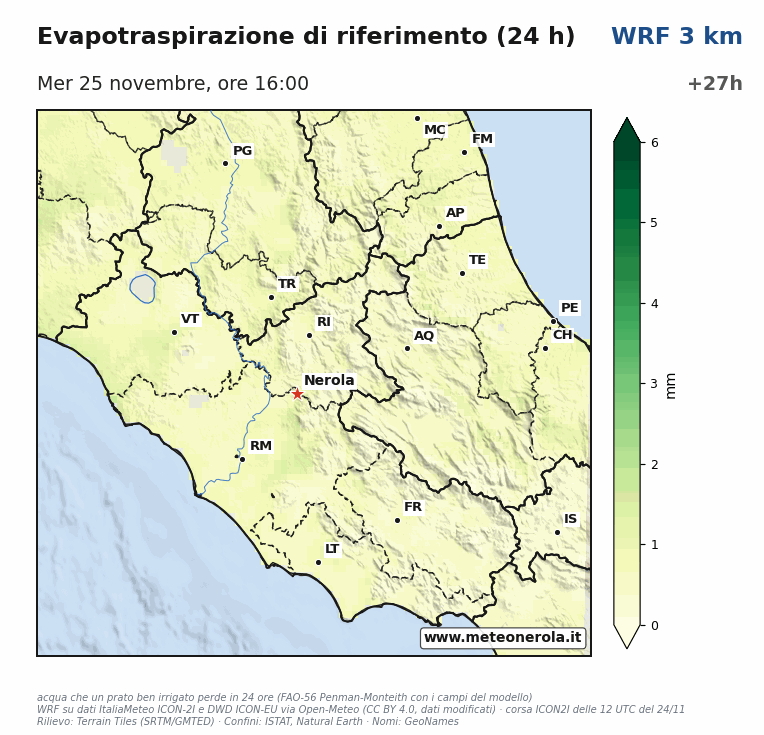 Evapotraspirazione di riferimento (24 h) WRF 3 km
Mer 25 novembre, ore 16:00 +27h
MC
FM
PG
AP
TE
TR
PE
VT
RI
AQ
CH
Nerola
RM
FR
IS
LT
www.meteonerola.it
6
5
4
3
2
1
0
mm
acqua che un prato ben irrigato perde in 24 ore (FAO-56 Penman-Monteith con i campi del modello)
WRF su dati ItaliaMeteo ICON-2I e DWD ICON-EU via Open-Meteo (CC BY 4.0, dati modificati) · corsa ICON2I delle 12 UTC del 24/11
Rilievo: Terrain Tiles (SRTM/GMTED) · Confini: ISTAT, Natural Earth · Nomi: GeoNames